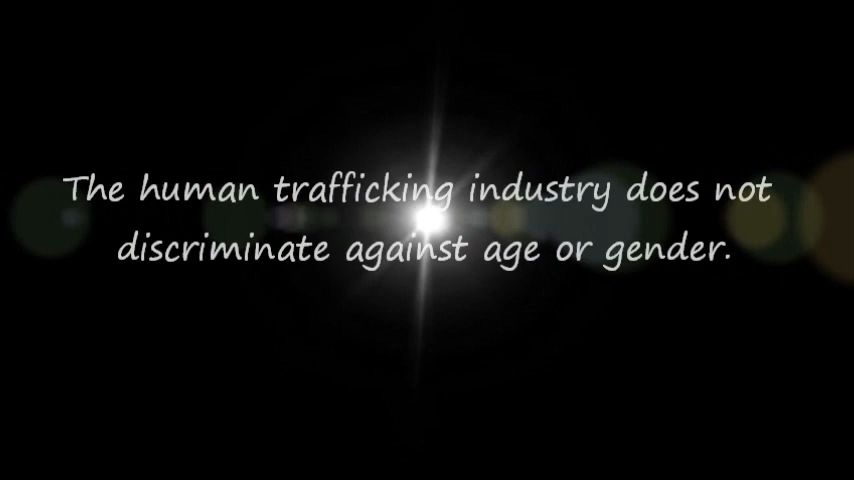 The human trafficking industry does not
discriminate against age or gender.